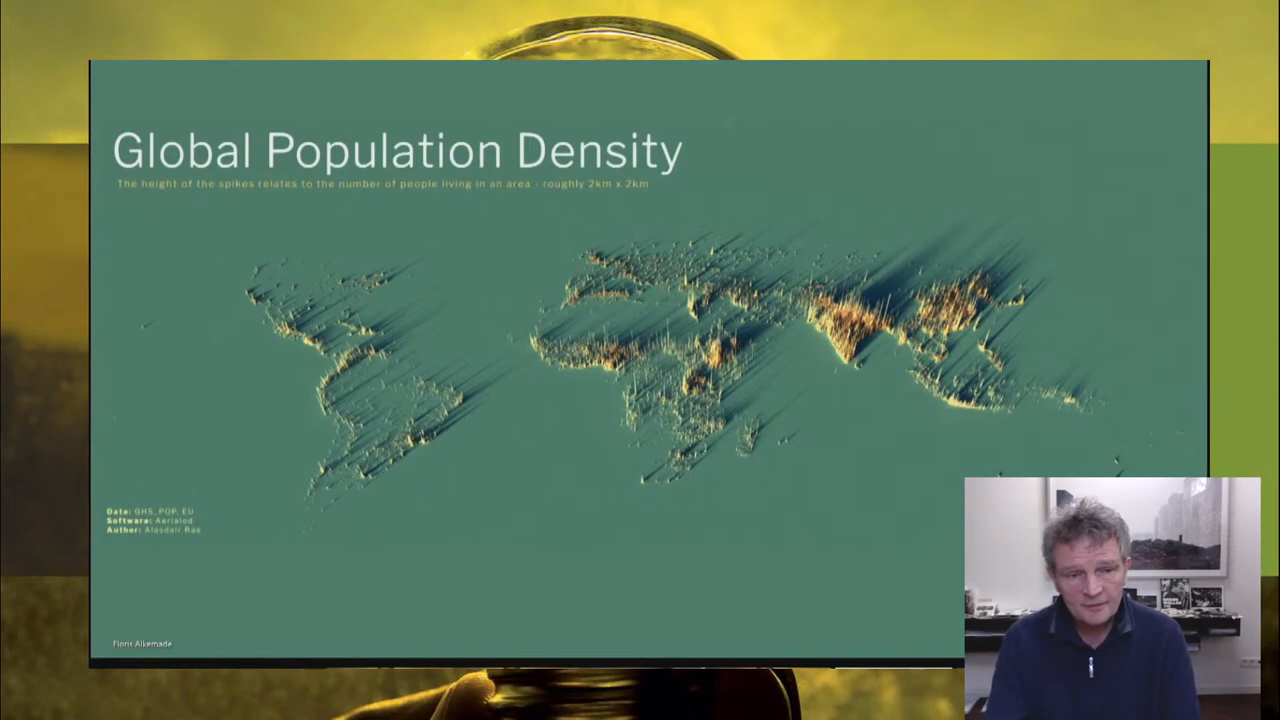 Global Population Density
The height of the spikes relates to the number of people living in an area - roughly 2km x 2km
Data: GHS_POP, EU
Software: Aerialod
Author: Alasdair Rae
Floris Alkemade